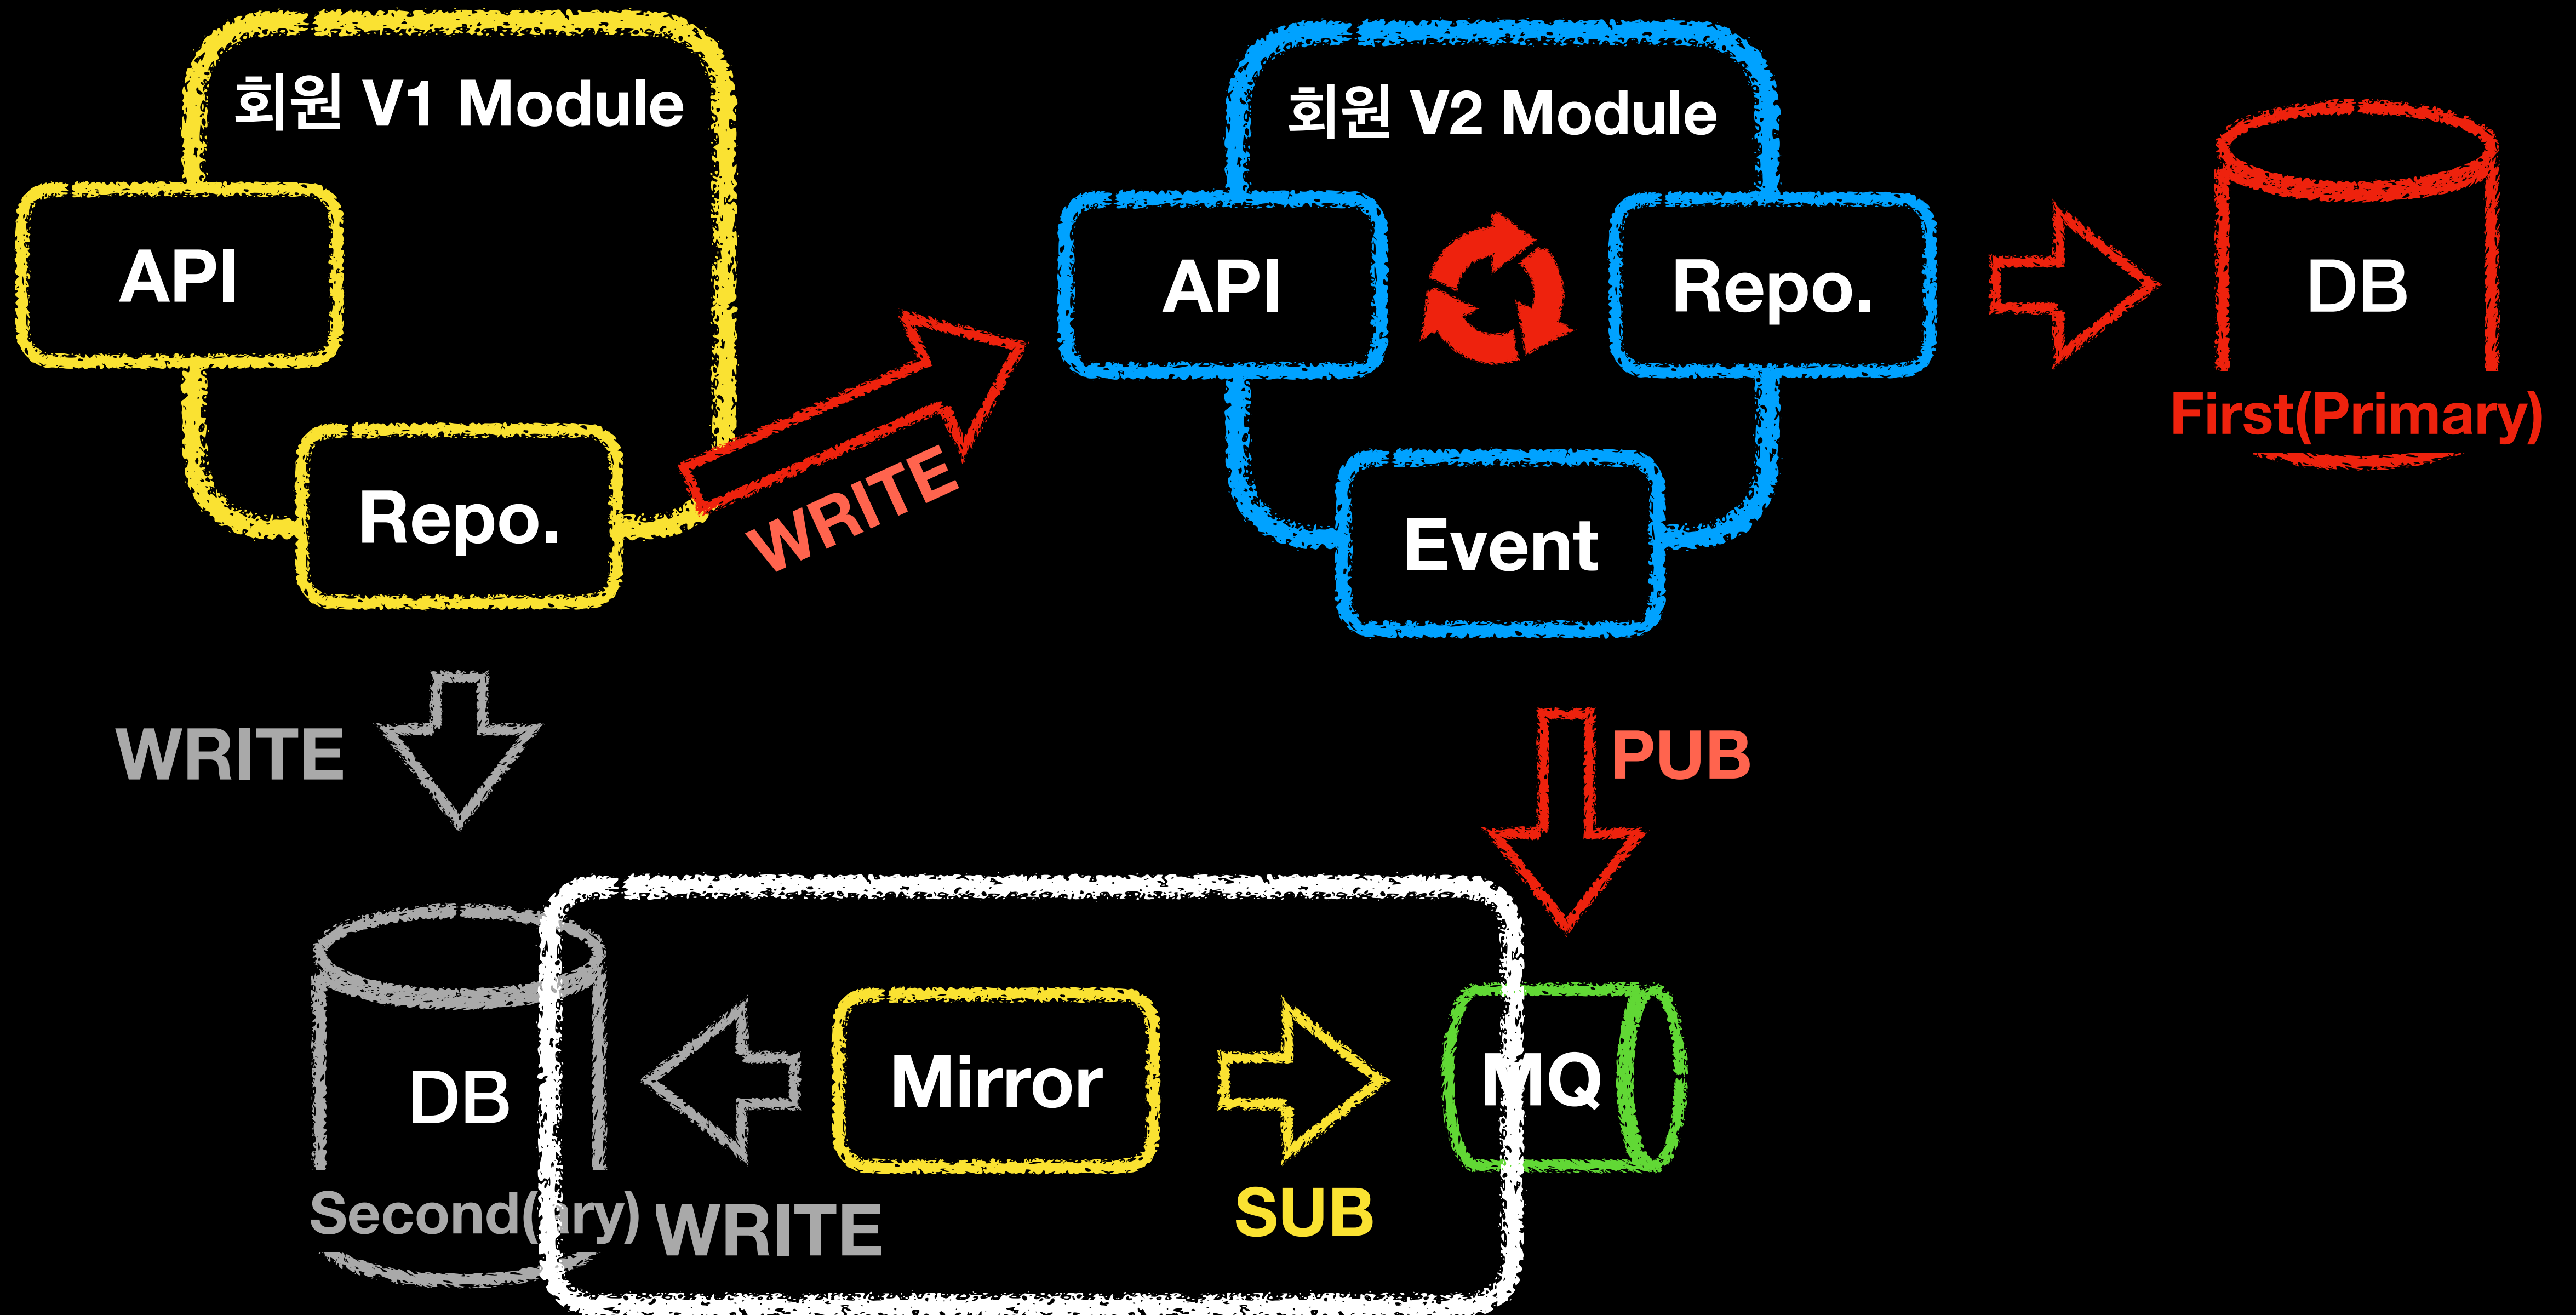 회원 V1 Module
API
Repo.
WRITE
회원 V2 Module
API
Repo.
Event
DB
First(Primary)
WRITE
PUB
DB
Second(ary)
WRITE
Mirror
SUB
MQ